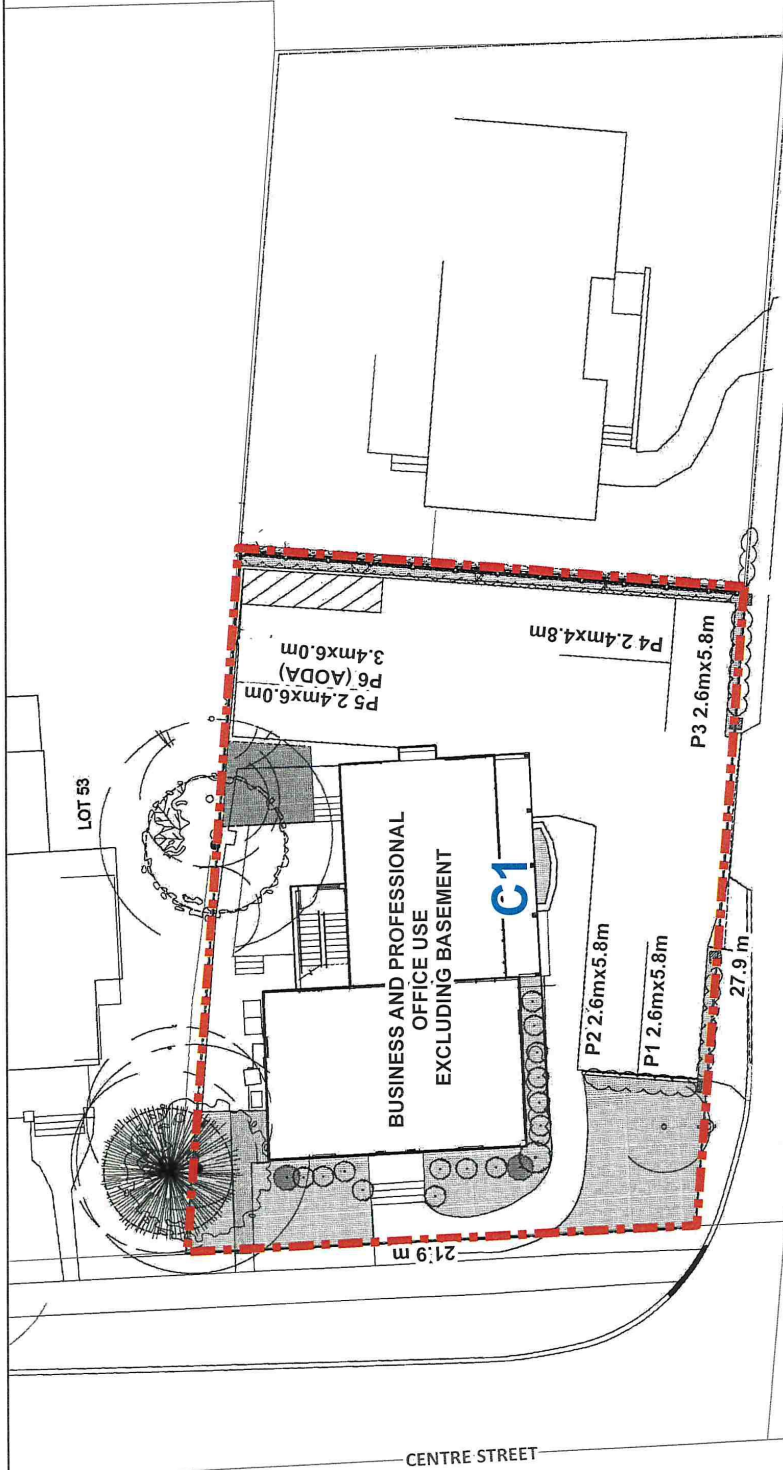 LOT 53
P5 2.4mx6.0m
P6 (AODA)
3.4mx6.0m
P4 2.4mx4.8m
P3 2.6mx5.8m
BUSINESS AND PROFESSIONAL
OFFICE USE
EXCLUDING BASEMENT
C1
P2 2.6mx5.8m
P1 2.6mx5.8m
27.9 m
21.9 m
CENTRE STREET